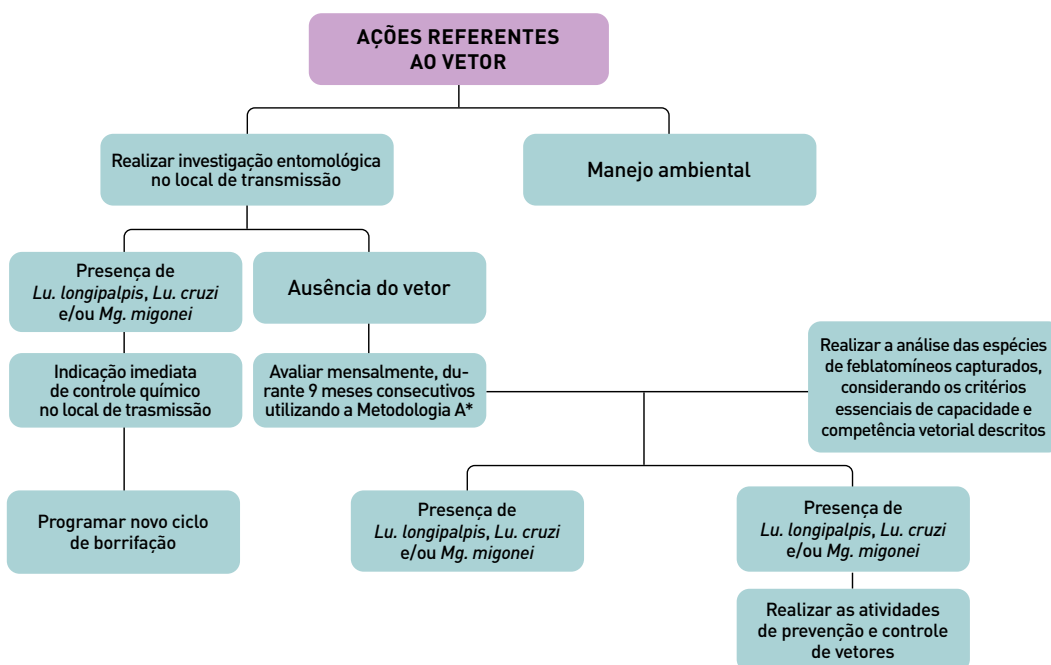 AÇÕES REFERENTES
AO VETOR
Realizar investigação entomológica
no local de transmissão
Manejo ambiental
Presença de
Lu. longipalpis, Lu. cruzi
e/ou Mg. migonei
Ausência do vetor
Indicação imediata
de controle químico
no local de trasmissão
Avaliar mensalmente, du-
rante 9 meses consecutivos
utilizando a Metodologia A*
Realizar a análise das espécies
de feblatomíneos capturados,
considerando os critérios
essenciais de capacidade e
competência vetorial descritos
Programar novo ciclo
de borrifação
Presença de
Lu. longipalpis, Lu. cruzi
e/ou Mg. migonei
Presença de
Lu. longipalpis, Lu. cruzi
e/ou Mg. migonei
Realizar as atividades
de prevenção e controle
de vetores